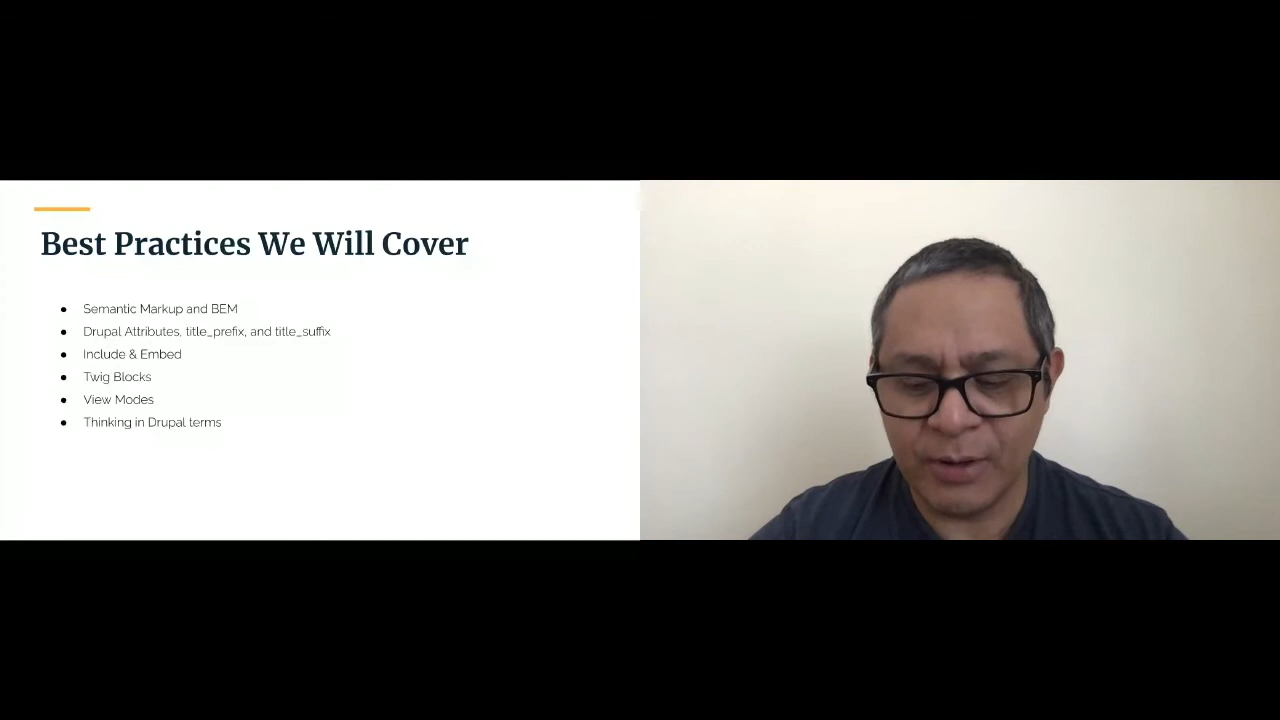 Best Practices We Will Cover
● Semantic Markup and BEM
● Drupal Attributes, title_prefix, and title_suffix
● Include & Embed
● Twig Blocks
● View Modes
● Thinking in Drupal terms